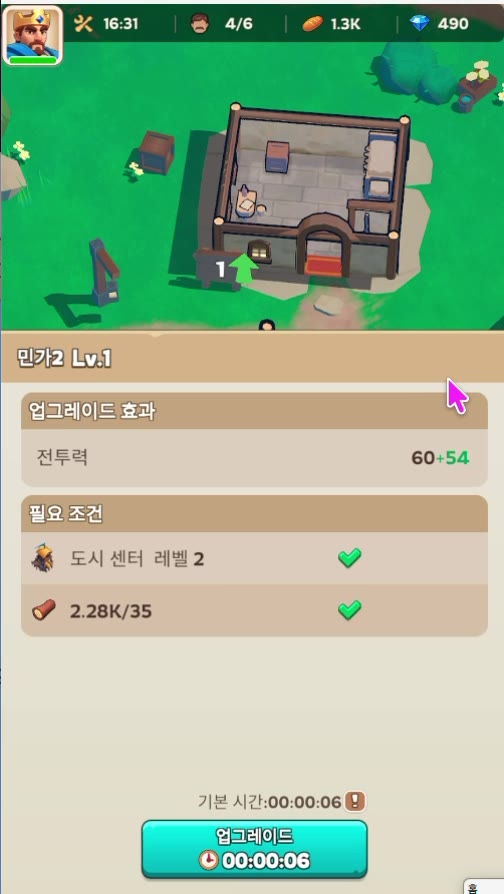 16:31 4/6 1.3K 490
1
민가2 Lv.1
업그레이드 효과
전투력 60+54
필요 조건
도시 센터 레벨 2
2.28K/35
기본 시간:00:00:06
업그레이드
00:00:06
홈